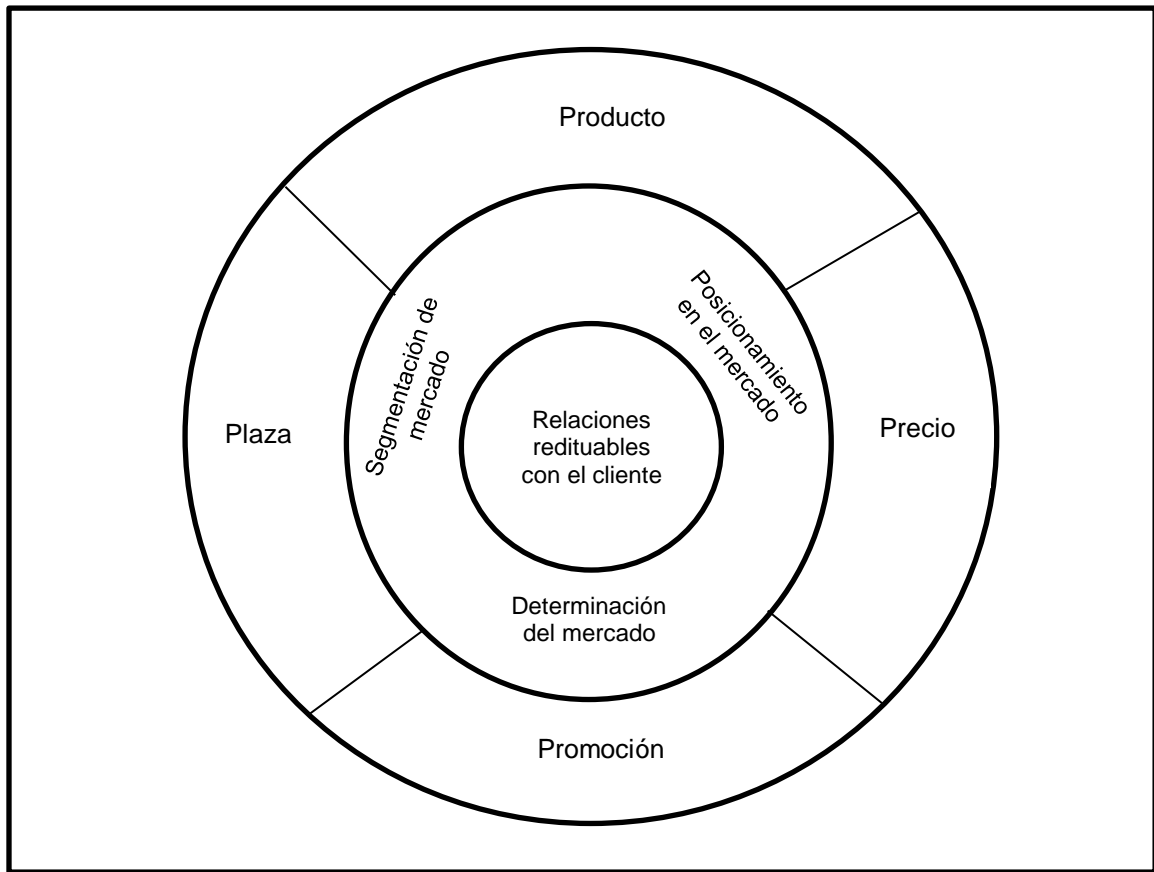 Producto
Posicionamiento
en el mercado
Segmentación de
mercado
Plaza
Relaciones
redituables
con el cliente
Precio
Determinación
del mercado
Promoción